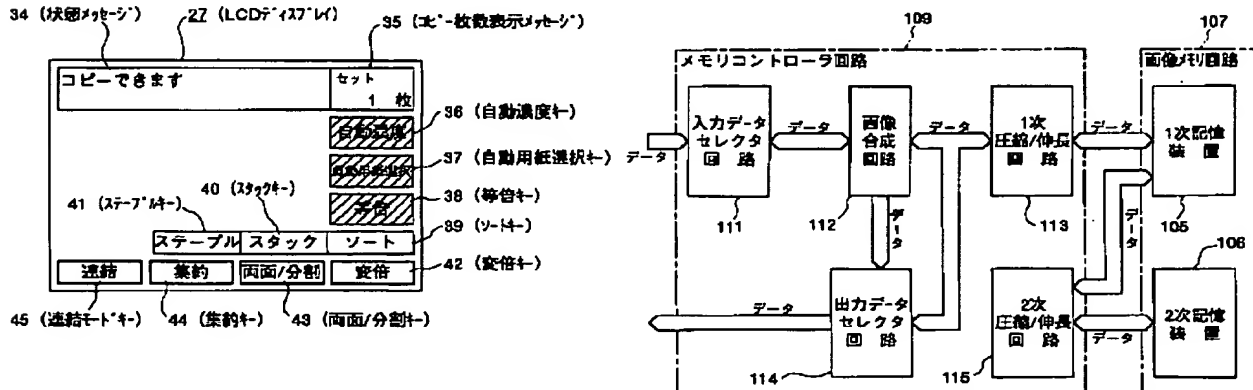 34 (状態メッセージ)
27 (LCDディスプレイ)
35 (コピー枚数表示メッセージ)
コピーできます
セット
1 枚
自動濃度
36 (自動濃度キー)
自動用紙選択
37 (自動用紙選択キー)
等倍
38 (等倍キー)
40 (スタックキー)
41 (ステープルキー)
ステープル
スタック
ソート
39 (ソートキー)
連結
集約
両面/分割
変倍
42 (変倍キー)
45 (連結モードキー)
44 (集約キー)
43 (両面/分割キー)
109
107
メモリコントローラ回路
画像メモリ回路
データ
入力データ
セレクタ
回路
111
データ
画像
合成
回路
112
データ
1次
圧縮/伸長
回路
113
データ
1次記憶
装置
105
データ
データ
106
データ
出力データ
セレクタ
回路
114
2次
圧縮/伸長
回路
115
データ
2次記憶
装置